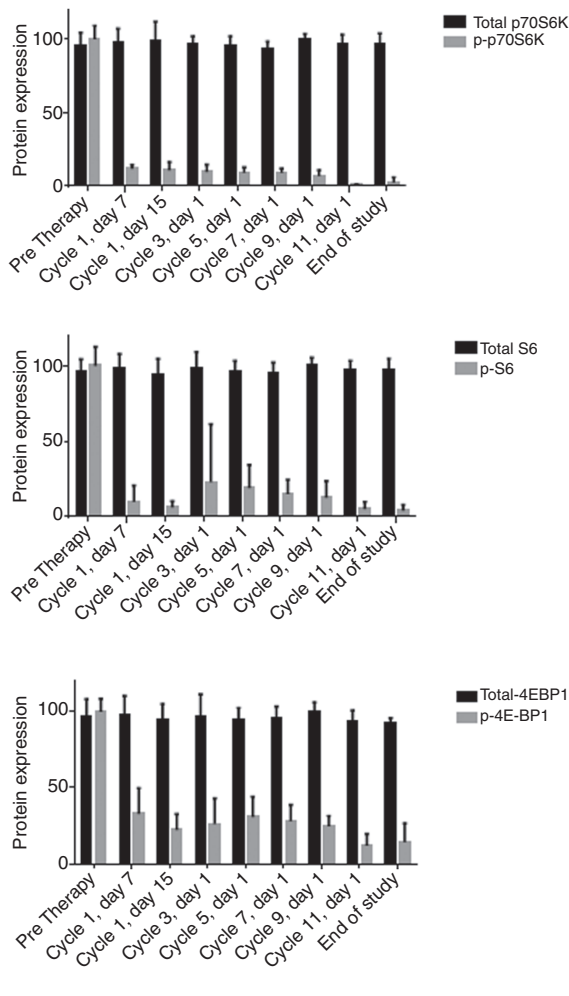 Protein expression
100
50
0
Total p70S6K
p-p70S6K
Pre Therapy
Cycle 1, day 7
Cycle 1, day 15
Cycle 3, day 1
Cycle 5, day 1
Cycle 7, day 1
Cycle 9, day 1
Cycle 11, day 1
End of study
Protein expression
100
50
0
Total S6
p-S6
Pre Therapy
Cycle 1, day 7
Cycle 1, day 15
Cycle 3, day 1
Cycle 5, day 1
Cycle 7, day 1
Cycle 9, day 1
Cycle 11, day 1
End of study
Protein expression
100
50
0
Total-4EBP1
p-4E-BP1
Pre Therapy
Cycle 1, day 7
Cycle 1, day 15
Cycle 3, day 1
Cycle 5, day 1
Cycle 7, day 1
Cycle 9, day 1
Cycle 11, day 1
End of study